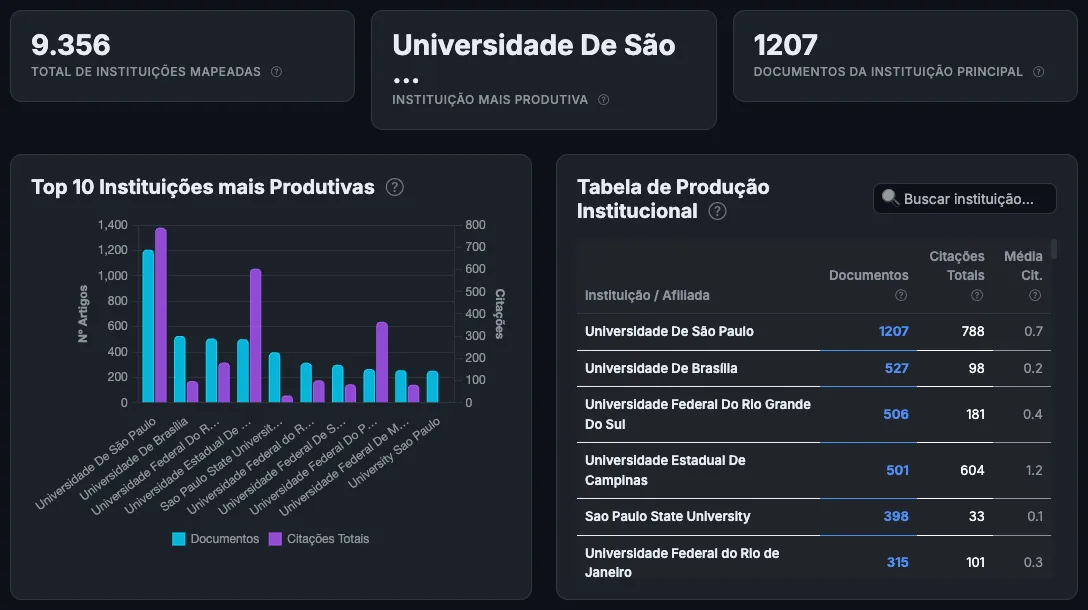 9.356
TOTAL DE INSTITUIÇÕES MAPEADAS ?
Universidade De São
...
INSTITUIÇÃO MAIS PRODUTIVA ?
1207
DOCUMENTOS DA INSTITUIÇÃO PRINCIPAL ?
Top 10 Instituições mais Produtivas ?
1,400
1,200
1,000
800
600
400
200
0
Nº Artigos
800
700
600
500
400
300
200
100
0
Citações
Universidade De São Paulo
Universidade De Brasília
Universidade Federal Do R...
Universidade Estadual De ...
Sao Paulo State Universit...
Universidade Federal do R...
Universidade Federal De S...
Universidade Federal Do P...
Universidade Federal De M...
University Sao Paulo
Documentos
Citações Totais
Tabela de Produção
Institucional ?
Buscar instituição...
Instituição / Afiliada
Documentos
?
Citações
Totais
?
Média
Cit.
?
Universidade De São Paulo 1207 788 0.7
Universidade De Brasília 527 98 0.2
Universidade Federal Do Rio Grande
Do Sul 506 181 0.4
Universidade Estadual De
Campinas 501 604 1.2
Sao Paulo State University 398 33 0.1
Universidade Federal do Rio de
Janeiro 315 101 0.3